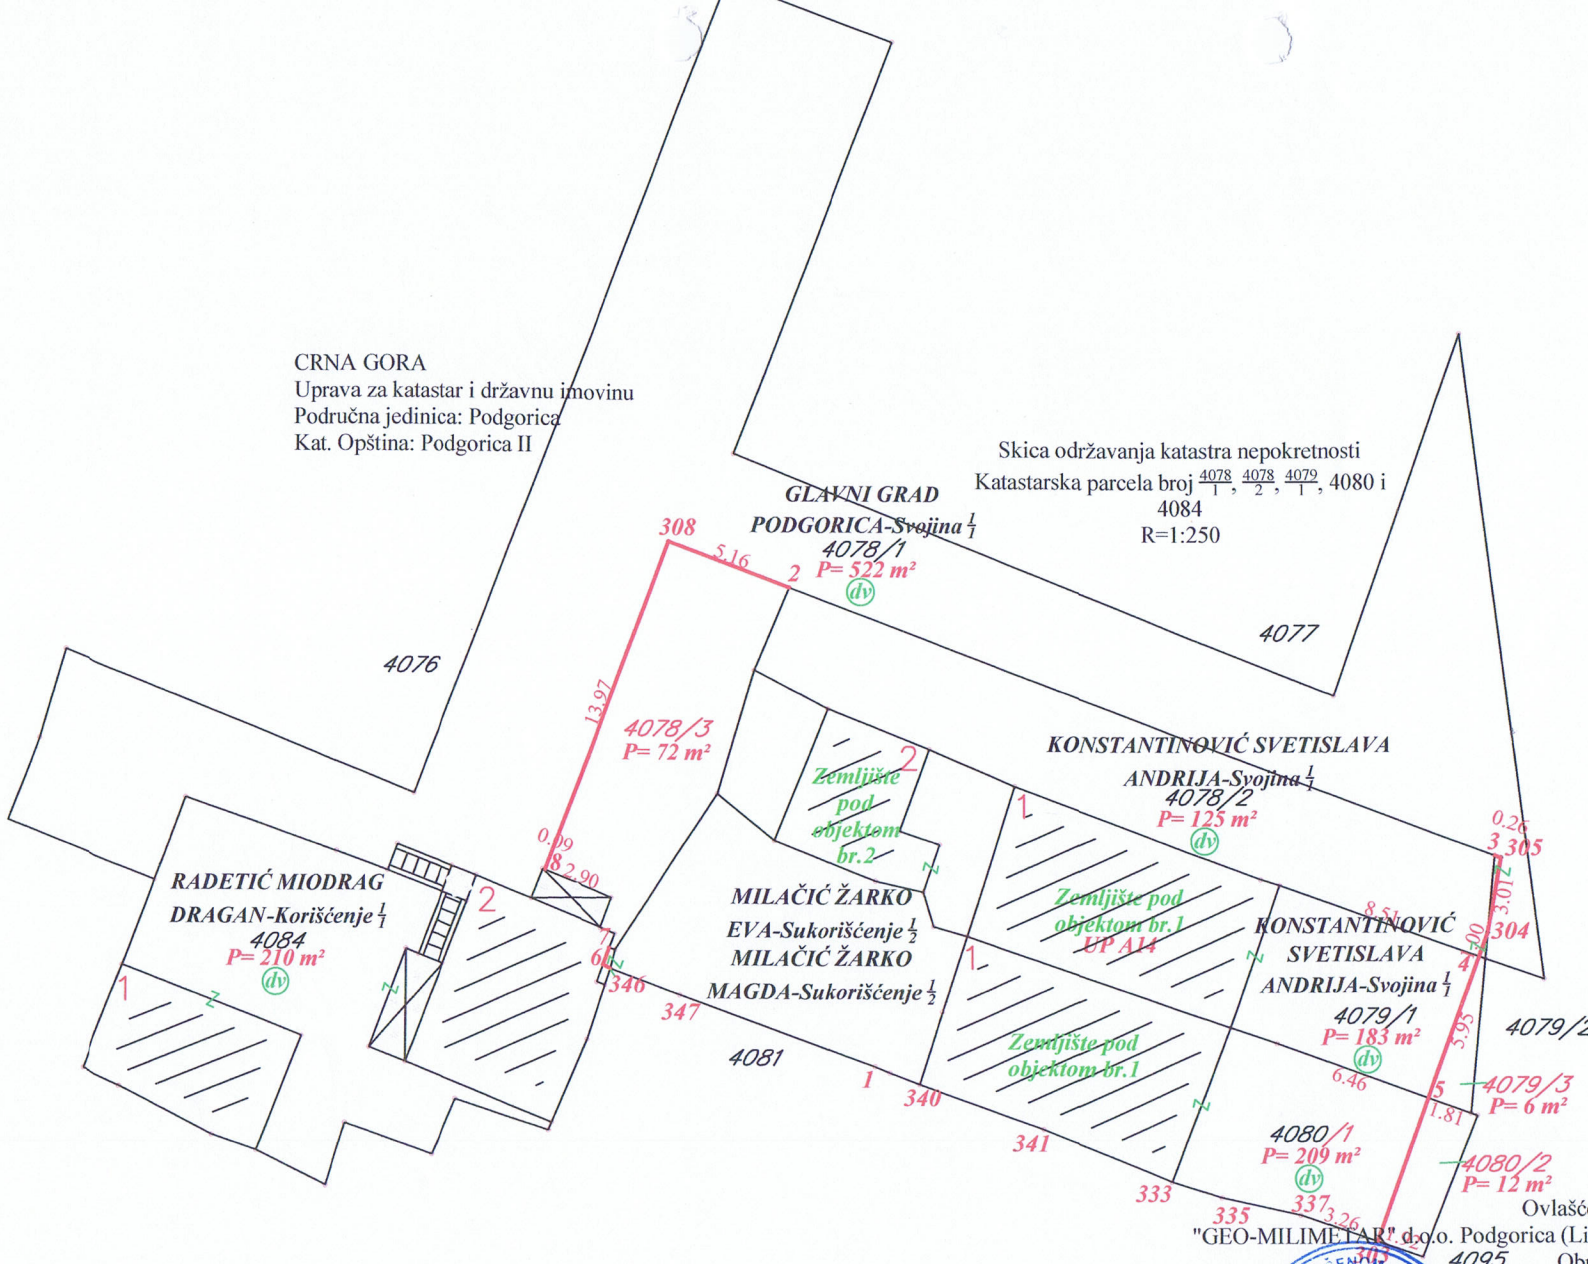 CRNA GORA
Uprava za katastar i državnu imovinu
Područna jedinica: Podgorica
Kat. Opština: Podgorica II
Skica održavanja katastra nepokretnosti
Katastarska parcela broj 4078/1, 4078/2, 4079/1, 4080 i
4084
R=1:250
GLAVNI GRAD
PODGORICA-Svojina 1/1
4078/1
P= 522 m²
dv
308
5.16
2
4077
4076
13.97
4078/3
P= 72 m²
KONSTANTINOVIĆ SVETISLAVA
ANDRIJA-Svojina 1/1
4078/2
P= 125 m²
dv
2
Zemljište
pod
objektom
br.2
1
0.26
3
305
Z
3.01
304
0.09
8
2.90
RADETIĆ MIODRAG
DRAGAN-Korišćenje 1/1
4084
P= 210 m²
dv
2
Z
1
Z
Z
7
6
Z
346
347
MILAČIĆ ŽARKO
EVA-Sukorišćenje 1/2
MILAČIĆ ŽARKO
MAGDA-Sukorišćenje 1/2
Zemljište pod
objektom br.1
UP A14
8.51
KONSTANTINOVIĆ
SVETISLAVA
ANDRIJA-Svojina 1/1
4079/1
P= 183 m²
dv
Z
4
5.95
4079/2
1
Zemljište pod
objektom br.1
4081
1
340
341
333
335
337
Z
6.46
5
1.81
4079/3
P= 6 m²
4080/1
P= 209 m²
dv
4080/2
P= 12 m²
3.26
1.92
303
Ovlašće
"GEO-MILIMETAR" d.o.o. Podgorica (Li
4095